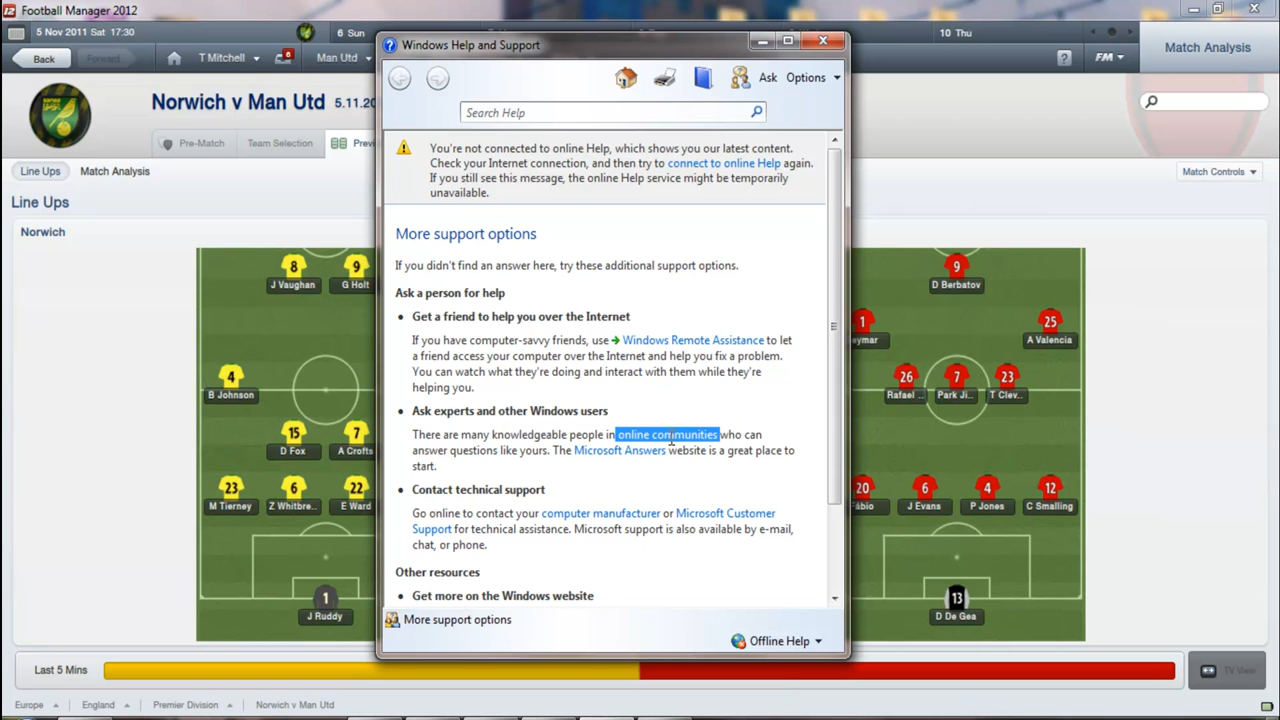 Football Manager 2012
5 Nov 2011 Sat 17:30
6 Sun
10 Thu
Back
Forward
T Mitchell
6
Man Utd
FM
Match Analysis
Norwich v Man Utd 5.11.20
Pre-Match
Team Selection
Previ
Line Ups
Match Analysis
Match Controls
Line Ups
Norwich
8
J Vaughan
9
G Holt
4
B Johnson
15
D Fox
7
A Crofts
23
M Tierney
6
Z Whitbre..
22
E Ward
1
J Ruddy
Windows Help and Support
Ask
Options
Search Help
You're not connected to online Help, which shows you our latest content.
Check your Internet connection, and then try to connect to online Help again.
If you still see this message, the online Help service might be temporarily
unavailable.
More support options
If you didn't find an answer here, try these additional support options.
Ask a person for help
Get a friend to help you over the Internet
If you have computer-savvy friends, use Windows Remote Assistance to let
a friend access your computer over the Internet and help you fix a problem.
You can watch what they're doing and interact with them while they're
helping you.
Ask experts and other Windows users
There are many knowledgeable people in online communities who can
answer questions like yours. The Microsoft Answers website is a great place to
start.
Contact technical support
Go online to contact your computer manufacturer or Microsoft Customer
Support for technical assistance. Microsoft support is also available by e-mail,
chat, or phone.
Other resources
Get more on the Windows website
More support options
Offline Help
9
D Berbatov
1
eymar
25
A Valencia
26
Rafael ..
7
Park Ji..
23
T Clev..
20
Fábio
6
J Evans
4
P Jones
12
C Smalling
13
D De Gea
Last 5 Mins
TV View
Europe
England
Premier Division
Norwich v Man Utd